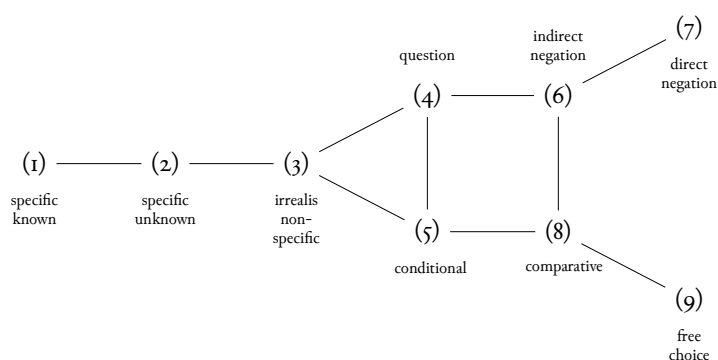 (7)
indirect
negation
question
direct
negation
(4)
(6)
(1)
(2)
(3)
specific
known
specific
unknown
irrealis
non-
specific
(5)
(8)
conditional
comparative
(9)
free
choice